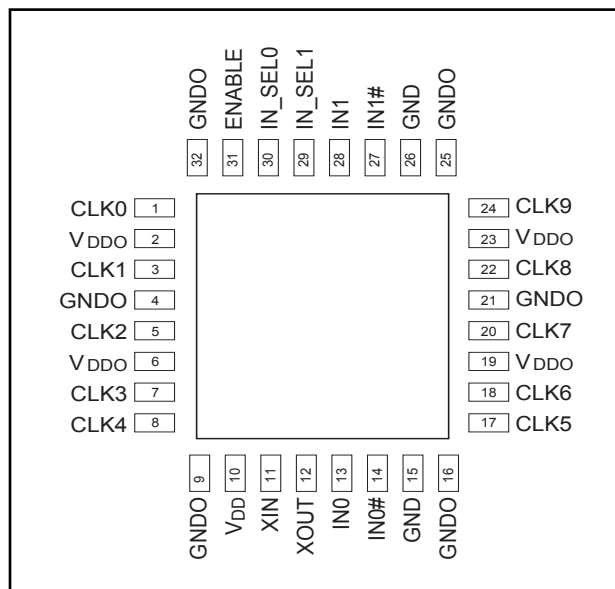 GNDO ENABLE IN_SEL0 IN_SEL1 IN1 IN1# GND GNDO
32 31 30 29 28 27 26 25
CLK0 1 24 CLK9
VDDO 2 23 VDDO
CLK1 3 22 CLK8
GNDO 4 21 GNDO
CLK2 5 20 CLK7
VDDO 6 19 VDDO
CLK3 7 18 CLK6
CLK4 8 17 CLK5
9 10 11 12 13 14 15 16
GNDO VDD XIN XOUT IN0 IN0# GND GNDO